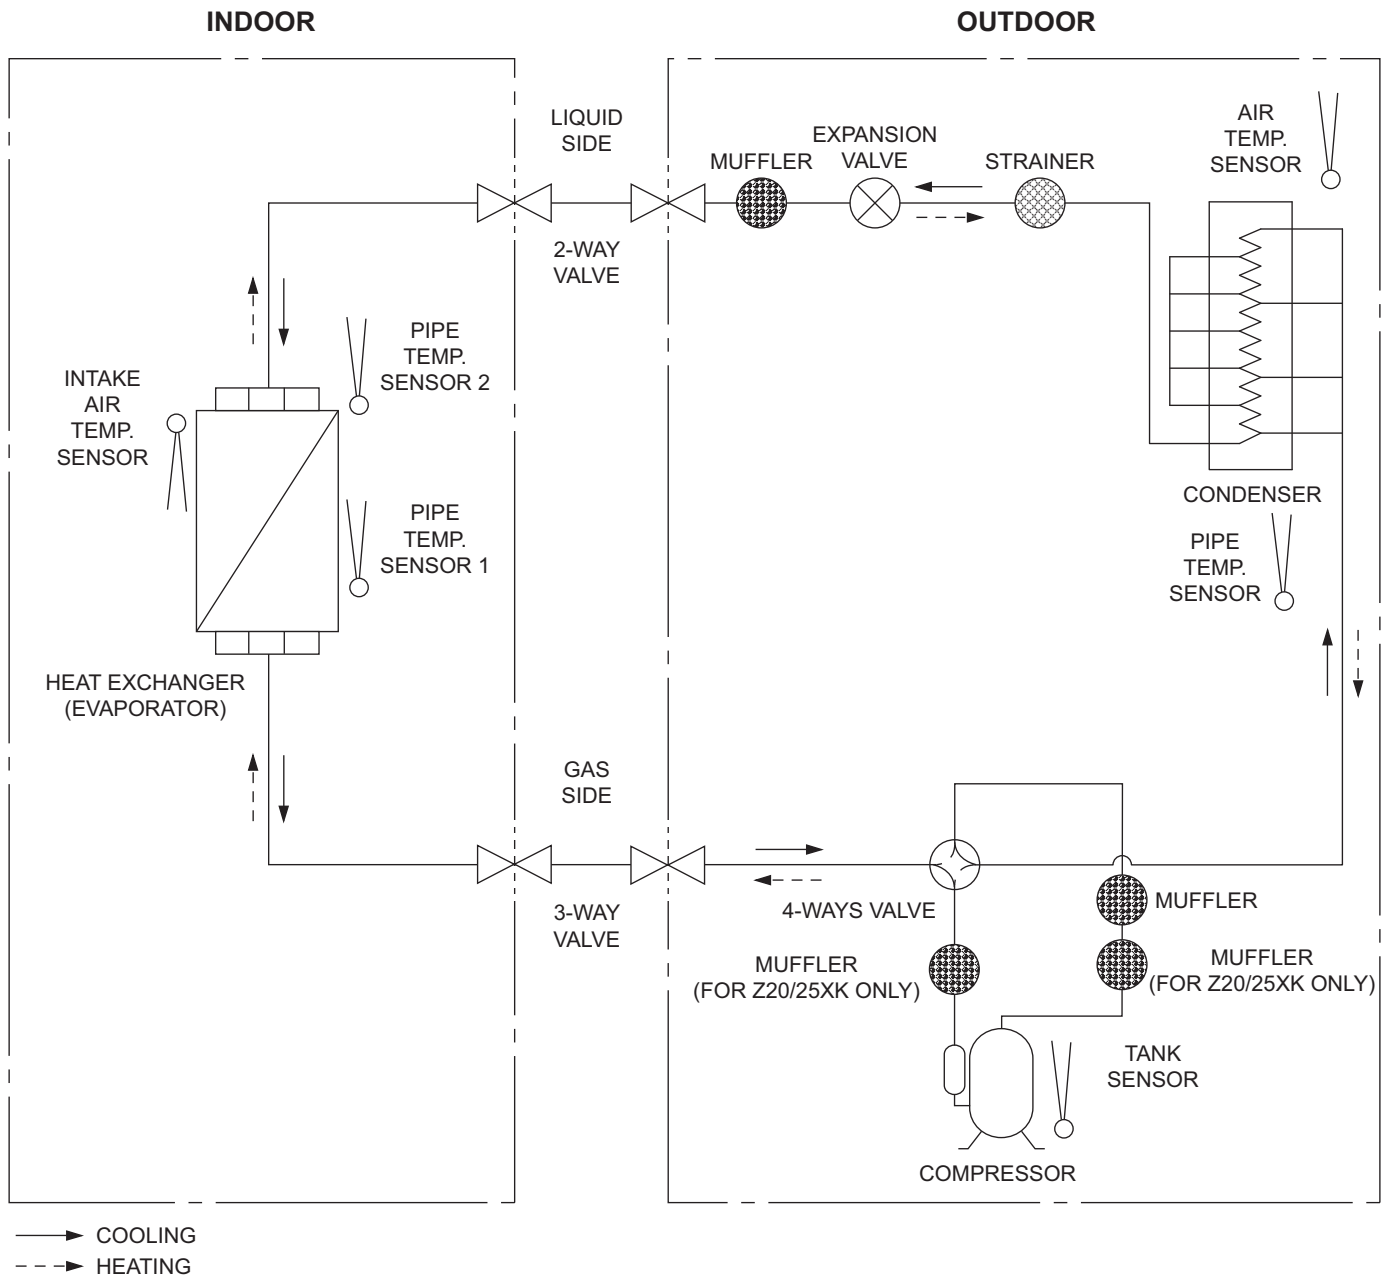 INDOOR
OUTDOOR
LIQUID
SIDE
MUFFLER
EXPANSION
VALVE
STRAINER
AIR
TEMP.
SENSOR
2-WAY
VALVE
PIPE
TEMP.
SENSOR 2
INTAKE
AIR
TEMP.
SENSOR
PIPE
TEMP.
SENSOR 1
CONDENSER
PIPE
TEMP.
SENSOR
HEAT EXCHANGER
(EVAPORATOR)
GAS
SIDE
3-WAY
VALVE
4-WAYS VALVE
MUFFLER
MUFFLER
(FOR Z20/25XK ONLY)
MUFFLER
(FOR Z20/25XK ONLY)
TANK
SENSOR
COMPRESSOR
COOLING
HEATING